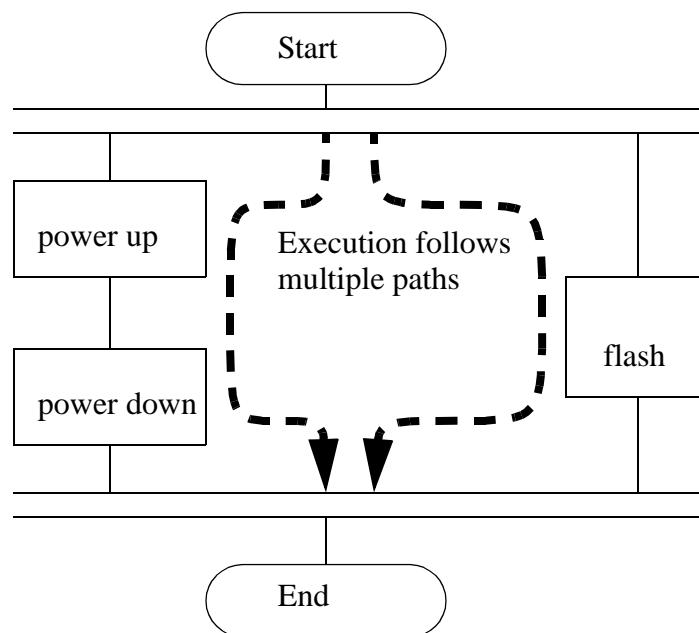 Start
power up
Execution follows
multiple paths
flash
power down
End